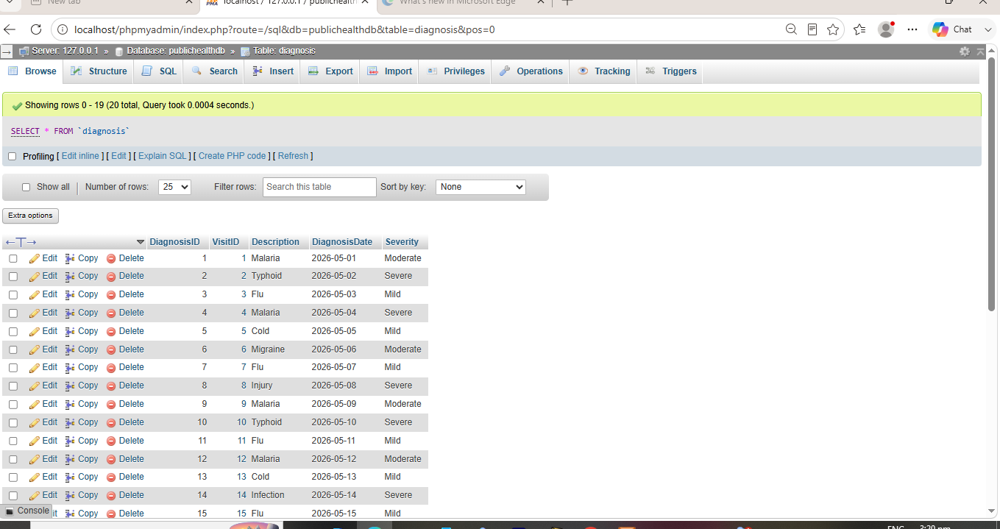 New tab
localhost / 127.0.0.1 / publichealth
What's new in Microsoft Edge
localhost/phpmyadmin/index.php?route=/sql&db=publichealthdb&table=diagnosis&pos=0
Chat
Server: 127.0.0.1 » Database: publichealthdb » Table: diagnosis
Browse Structure SQL Search Insert Export Import Privileges Operations Tracking Triggers
Showing rows 0 - 19 (20 total, Query took 0.0004 seconds.)
SELECT * FROM `diagnosis`
Profiling [ Edit inline ] [ Edit ] [ Explain SQL ] [ Create PHP code ] [ Refresh ]
Show all Number of rows: 25 Filter rows: Search this table Sort by key: None
Extra options
←T→ DiagnosisID VisitID Description DiagnosisDate Severity
Edit Copy Delete 1 1 Malaria 2026-05-01 Moderate
Edit Copy Delete 2 2 Typhoid 2026-05-02 Severe
Edit Copy Delete 3 3 Flu 2026-05-03 Mild
Edit Copy Delete 4 4 Malaria 2026-05-04 Severe
Edit Copy Delete 5 5 Cold 2026-05-05 Mild
Edit Copy Delete 6 6 Migraine 2026-05-06 Moderate
Edit Copy Delete 7 7 Flu 2026-05-07 Mild
Edit Copy Delete 8 8 Injury 2026-05-08 Severe
Edit Copy Delete 9 9 Malaria 2026-05-09 Moderate
Edit Copy Delete 10 10 Typhoid 2026-05-10 Severe
Edit Copy Delete 11 11 Flu 2026-05-11 Mild
Edit Copy Delete 12 12 Malaria 2026-05-12 Moderate
Edit Copy Delete 13 13 Cold 2026-05-13 Mild
Edit Copy Delete 14 14 Infection 2026-05-14 Severe
Console it Copy Delete 15 15 Flu 2026-05-15 Mild
ENG 3:20 pm